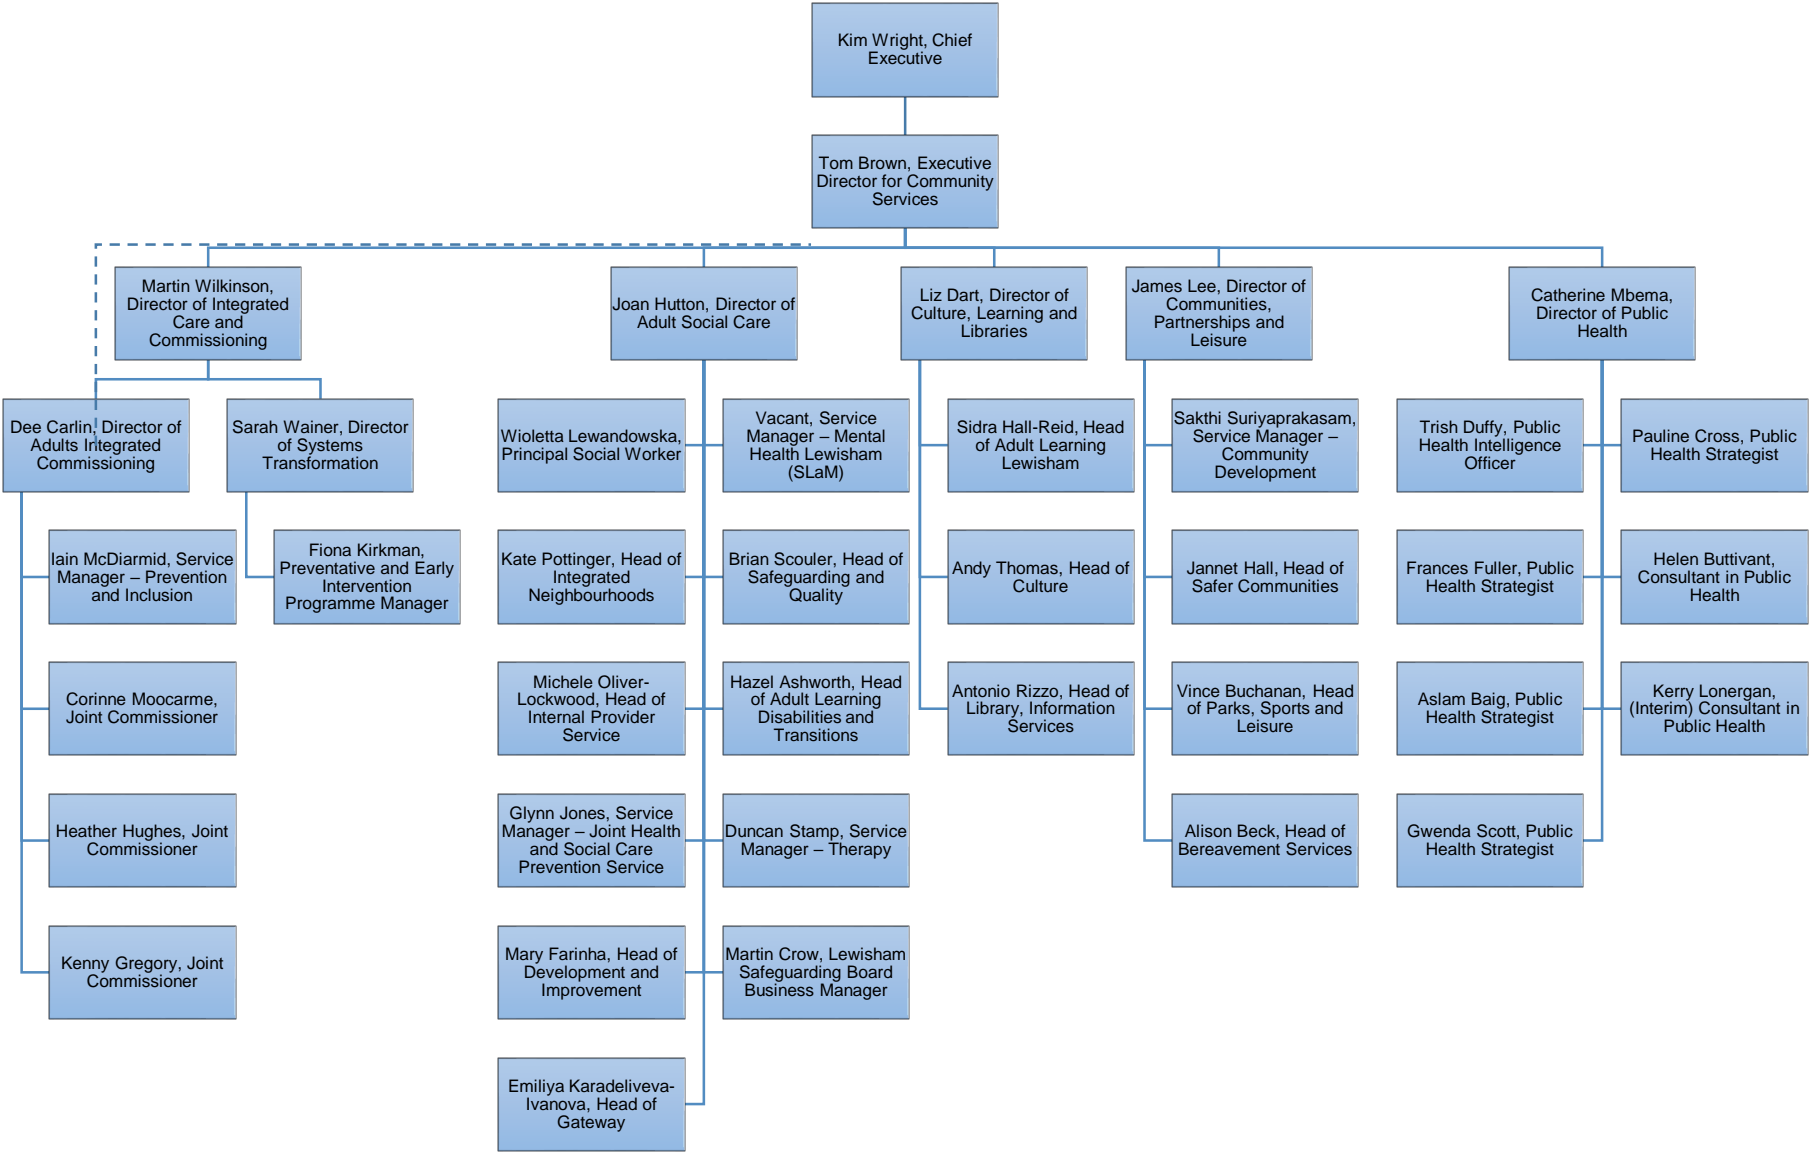 Kim Wright, Chief
Executive
Tom Brown, Executive
Director for Community
Services
Martin Wilkinson,
Director of Integrated
Care and
Commissioning
Joan Hutton, Director of
Adult Social Care
Liz Dart, Director of
Culture, Learning and
Libraries
James Lee, Director of
Communities,
Partnerships and
Leisure
Catherine Mbema,
Director of Public
Health
Dee Carlin, Director of
Adults Integrated
Commissioning
Sarah Wainer, Director
of Systems
Transformation
Wioletta Lewandowska,
Principal Social Worker
Vacant, Service
Manager – Mental
Health Lewisham
(SLaM)
Sidra Hall-Reid, Head
of Adult Learning
Lewisham
Sakthi Suriyaprakasam,
Service Manager –
Community
Development
Trish Duffy, Public
Health Intelligence
Officer
Pauline Cross, Public
Health Strategist
Iain McDiarmid, Service
Manager – Prevention
and Inclusion
Fiona Kirkman,
Preventative and Early
Intervention
Programme Manager
Kate Pottinger, Head of
Integrated
Neighbourhoods
Brian Scouler, Head of
Safeguarding and
Quality
Andy Thomas, Head of
Culture
Jannet Hall, Head of
Safer Communities
Frances Fuller, Public
Health Strategist
Helen Buttivant,
Consultant in Public
Health
Corinne Moocarme,
Joint Commissioner
Michele Oliver-
Lockwood, Head of
Internal Provider
Service
Hazel Ashworth, Head
of Adult Learning
Disabilities and
Transitions
Antonio Rizzo, Head of
Library, Information
Services
Vince Buchanan, Head
of Parks, Sports and
Leisure
Aslam Baig, Public
Health Strategist
Kerry Lonergan,
(Interim) Consultant in
Public Health
Heather Hughes, Joint
Commissioner
Glynn Jones, Service
Manager – Joint Health
and Social Care
Prevention Service
Duncan Stamp, Service
Manager – Therapy
Alison Beck, Head of
Bereavement Services
Gwenda Scott, Public
Health Strategist
Kenny Gregory, Joint
Commissioner
Mary Farinha, Head of
Development and
Improvement
Martin Crow, Lewisham
Safeguarding Board
Business Manager
Emiliya Karadeliveva-
Ivanova, Head of
Gateway